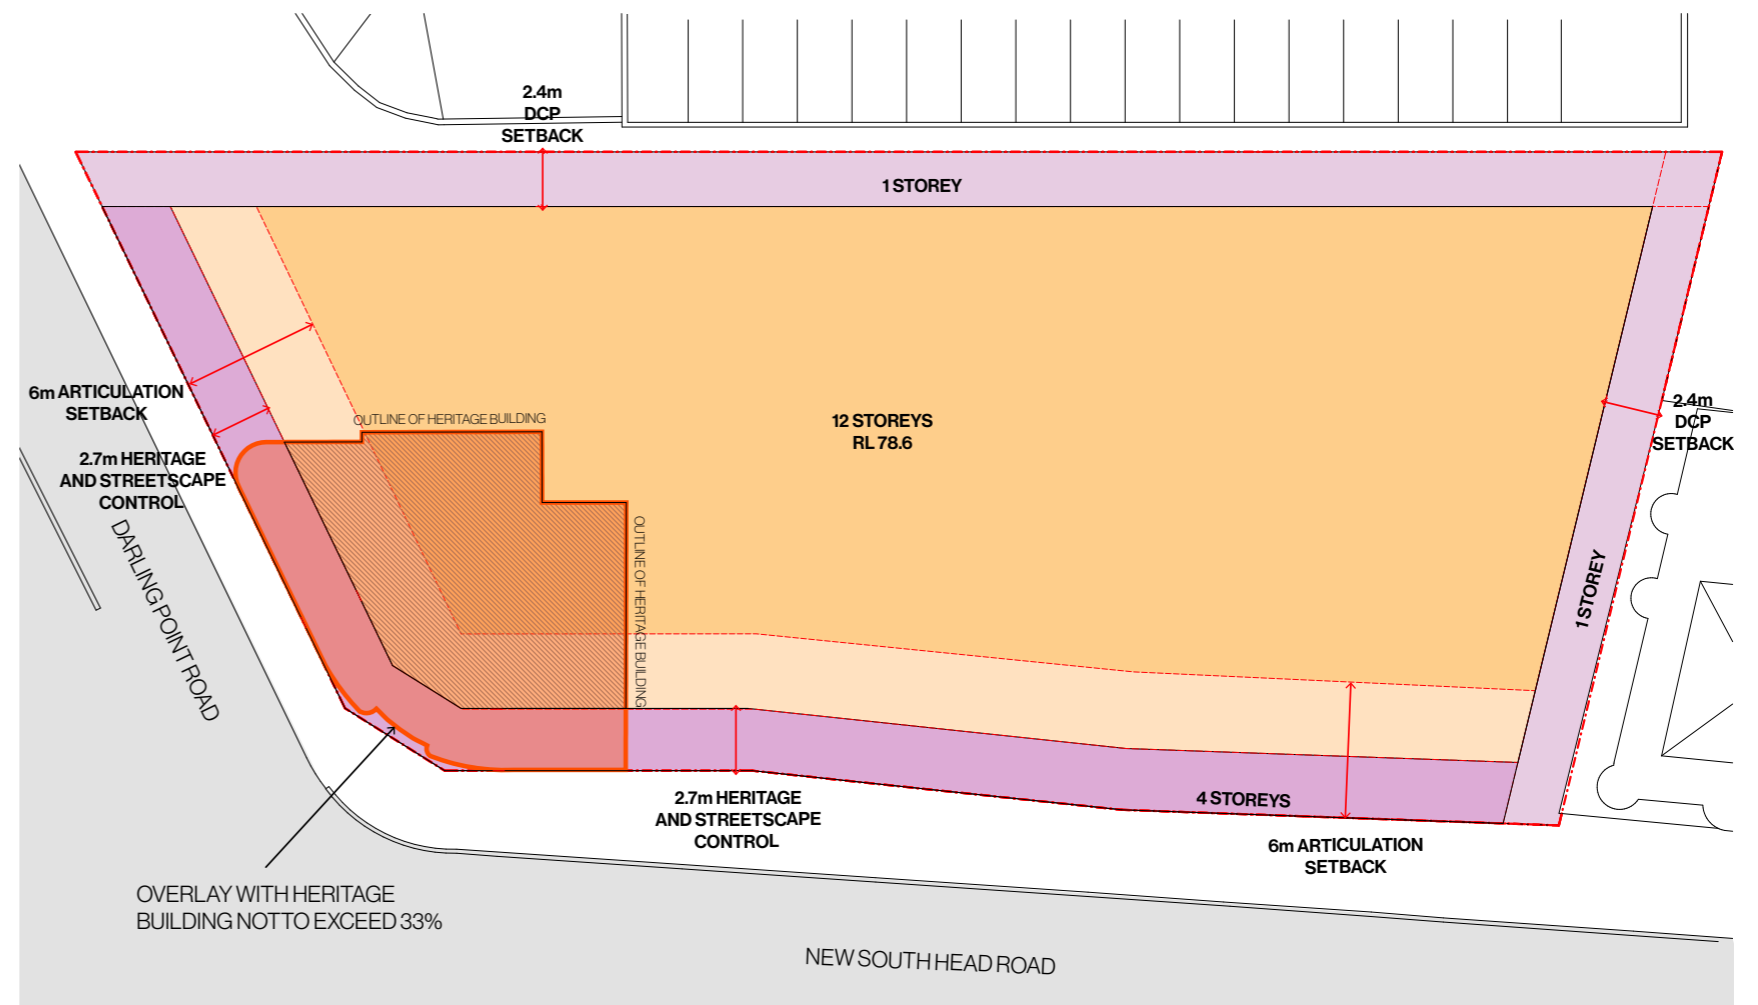 2.4m
DCP
SETBACK
1 STOREY
6m ARTICULATION
SETBACK
2.7m HERITAGE
AND STREETSCAPE
CONTROL
OUTLINE OF HERITAGE BUILDING
12 STOREYS
RL 78.6
2.4m
DCP
SETBACK
OUTLINE OF HERITAGE BUILDING
1 STOREY
DARLING POINT ROAD
2.7m HERITAGE
AND STREETSCAPE
CONTROL
4 STOREYS
6m ARTICULATION
SETBACK
OVERLAY WITH HERITAGE
BUILDING NOT TO EXCEED 33%
NEW SOUTH HEAD ROAD